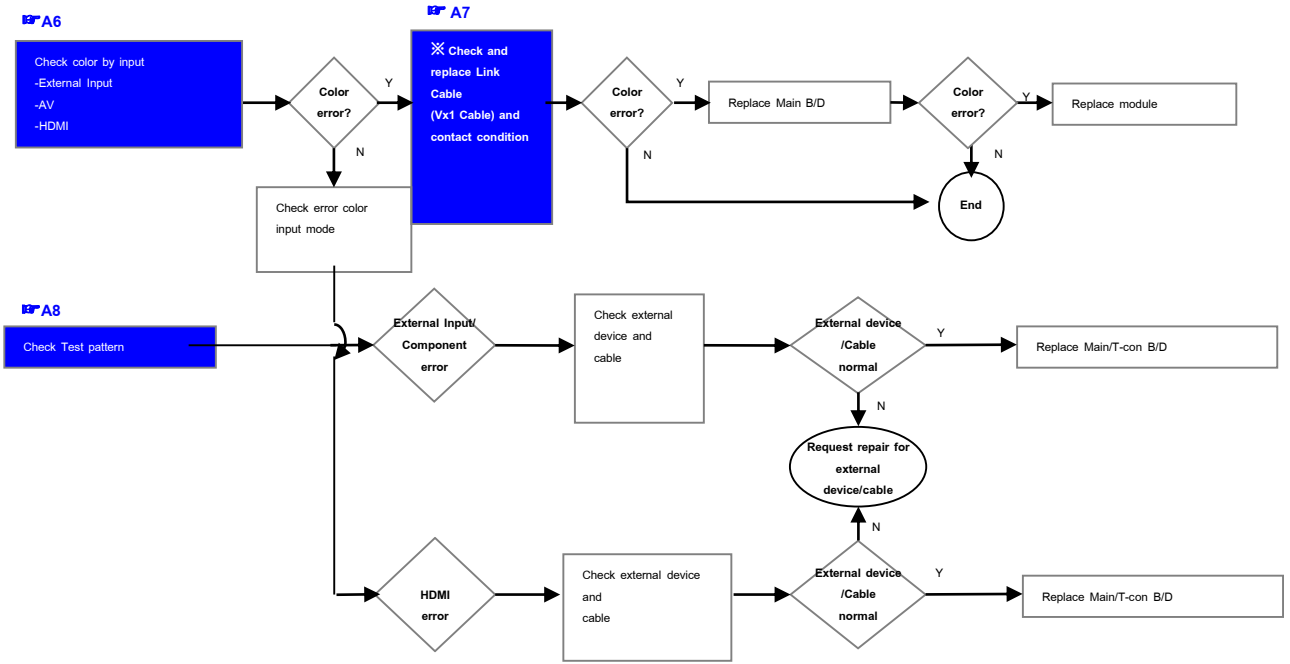 ☞A6
Check color by input
-External Input
-AV
-HDMI
Color
error?
Y
N
☞ A7
※ Check and
replace Link
Cable
(Vx1 Cable) and
contact condition
Color
error?
Y
N
Replace Main B/D
Color
error?
Y
N
Replace module
End
Check error color
input mode
☞A8
Check Test pattern
External Input/
Component
error
Check external
device and
cable
External device
/Cable
normal
Y
N
Replace Main/T-con B/D
Request repair for
external
device/cable
HDMI
error
Check external device
and
cable
N
External device
/Cable
normal
Y
Replace Main/T-con B/D